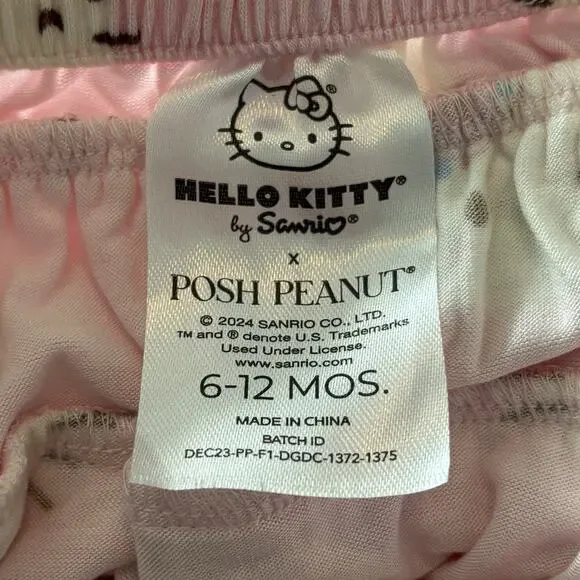 ®
HELLO KITTY®
by Sanrio®
x
POSH PEANUT®
© 2024 SANRIO CO., LTD.
TM and ® denote U.S. Trademarks
Used Under License.
www.sanrio.com
6-12 MOS.
MADE IN CHINA
BATCH ID
DEC23-PP-F1-DGDC-1372-1375